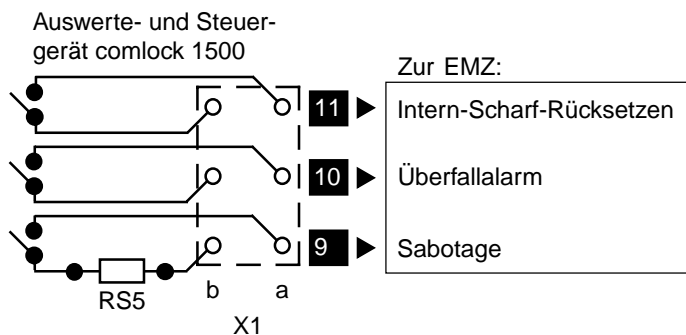 Auswerte- und Steuer-
gerät comlock 1500
Zur EMZ:
11 Intern-Scharf-Rücksetzen
10 Überfallalarm
9 Sabotage
RS5
b a
X1